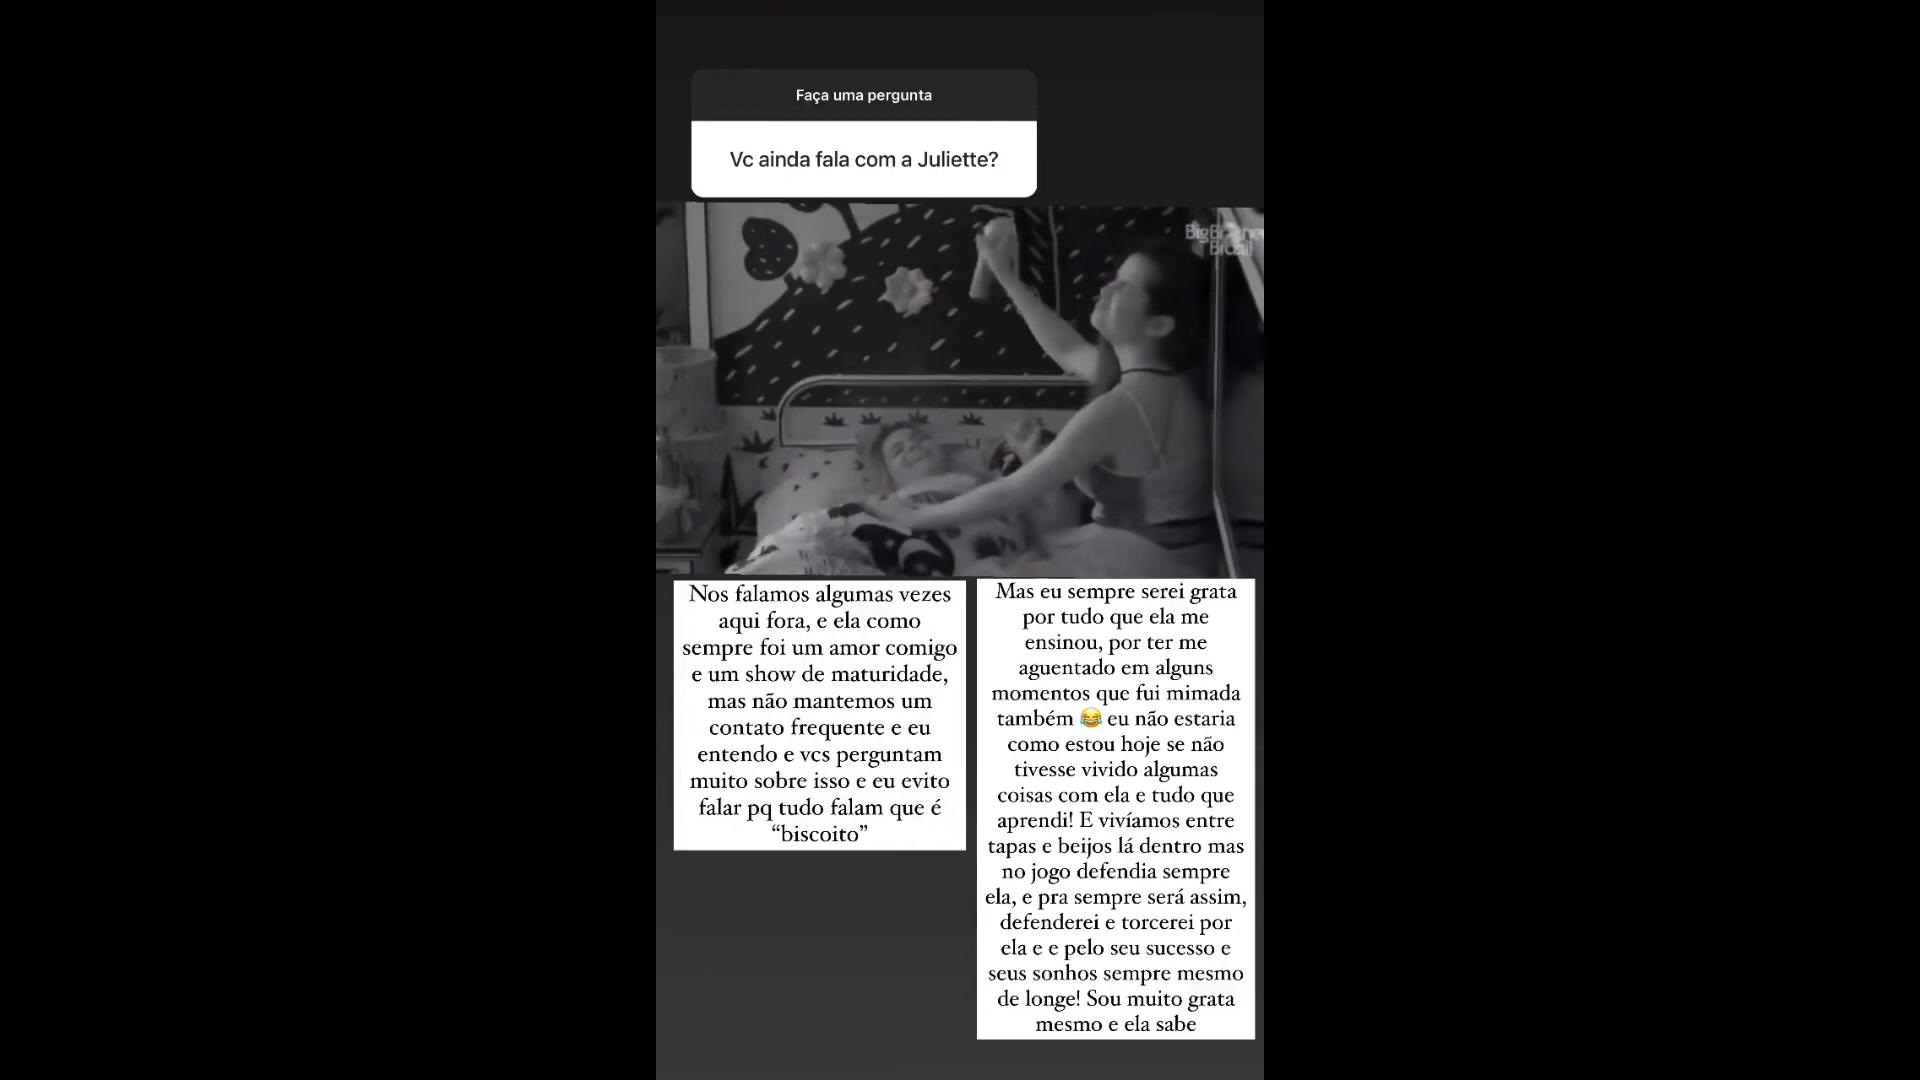 Faça uma pergunta
Vc ainda fala com a Juliette?
Nos falamos algumas vezes
aqui fora, e ela como
sempre foi um amor comigo
e um show de maturidade,
mas não mantemos um
contato frequente e eu
entendo e vcs perguntam
muito sobre isso e eu evito
falar pq tudo falam que é
“biscoito”
Mas eu sempre serei grata
por tudo que ela me
ensinou, por ter me
aguentado em alguns
momentos que fui mimada
também 😂 eu não estaria
como estou hoje se não
tivesse vivido algumas
coisas com ela e tudo que
aprendi! E vivíamos entre
tapas e beijos lá dentro mas
no jogo defendia sempre
ela, e pra sempre será assim,
defenderei e torcerei por
ela e e pelo seu sucesso e
seus sonhos sempre mesmo
de longe! Sou muito grata
mesmo e ela sabe